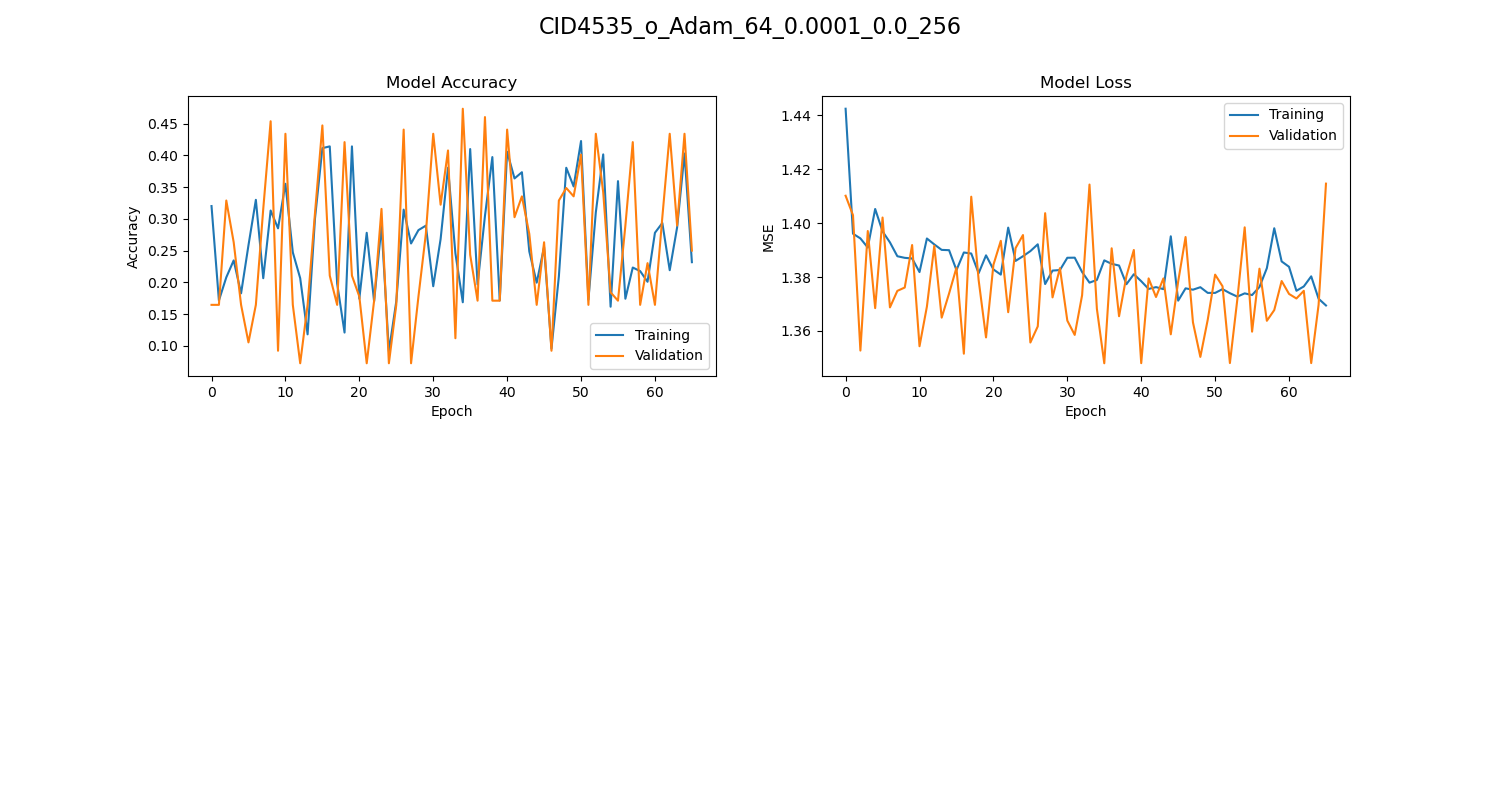 CID4535_o_Adam_64_0.0001_0.0_256
Model Accuracy
Accuracy
0.45
0.40
0.35
0.30
0.25
0.20
0.15
0.10
Training
Validation
0 10 20 30 40 50 60
Epoch
Model Loss
MSE
1.44
1.42
1.40
1.38
1.36
Training
Validation
0 10 20 30 40 50 60
Epoch